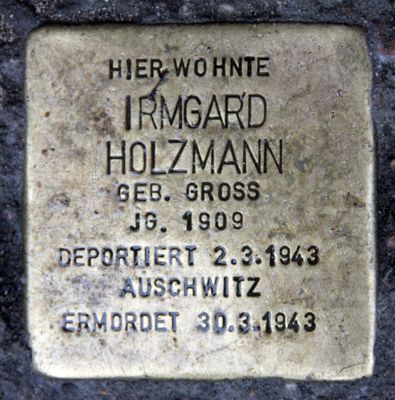 HIER WOHNTE
IRMGARD
HOLZMANN
GEB. GROSS
JG. 1909
DEPORTIERT 2.3.1943
AUSCHWITZ
ERMORDET 30.3.1943